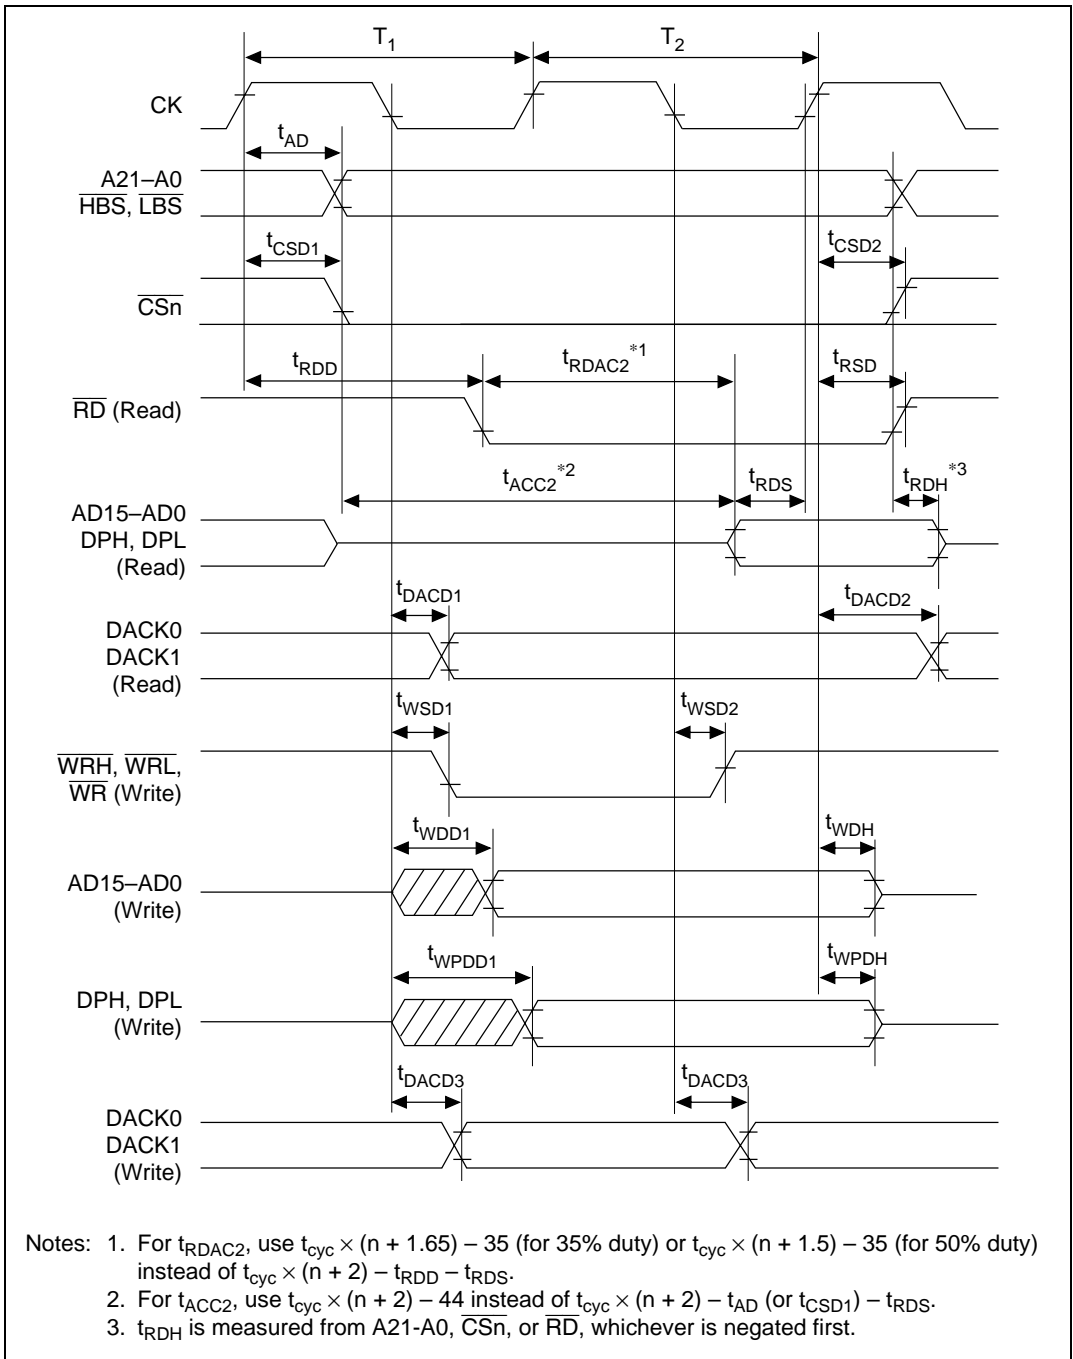 T1 T2
CK
tAD
A21–A0
HBS, LBS
tCSD1 tCSD2
CSn
tRDD tRDAC2*1 tRSD
RD (Read)
tACC2*2 tRDS tRDH*3
AD15–AD0
DPH, DPL
(Read)
tDACD1 tDACD2
DACK0
DACK1
(Read)
tWSD1 tWSD2
WRH, WRL,
WR (Write)
tWDD1 tWDH
AD15–AD0
(Write)
tWPDD1 tWPDH
DPH, DPL
(Write)
tDACD3 tDACD3
DACK0
DACK1
(Write)
Notes: 1. For tRDAC2, use tcyc × (n + 1.65) – 35 (for 35% duty) or tcyc × (n + 1.5) – 35 (for 50% duty)
instead of tcyc × (n + 2) – tRDD – tRDS.
2. For tACC2, use tcyc × (n + 2) – 44 instead of tcyc × (n + 2) – tAD (or tCSD1) – tRDS.
3. tRDH is measured from A21-A0, CSn, or RD, whichever is negated first.